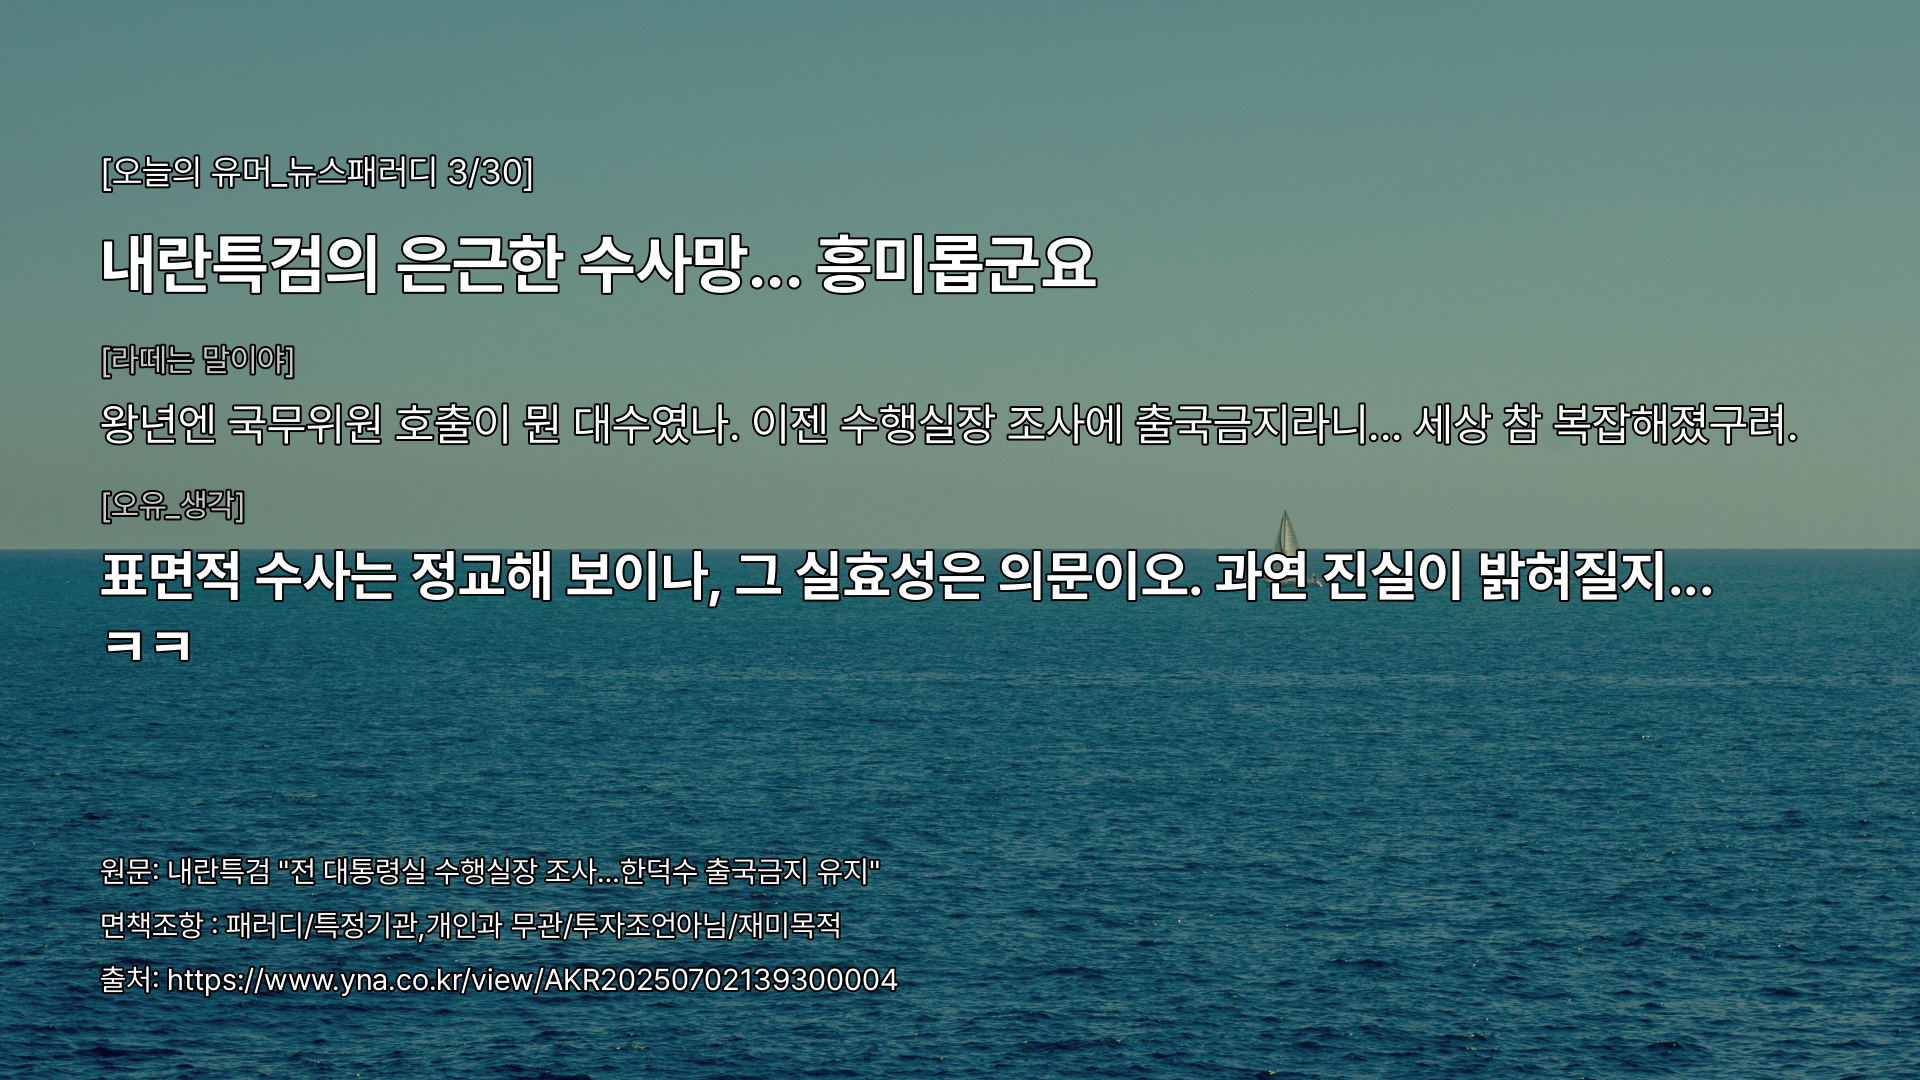 [오늘의 유머_뉴스패러디 3/30]
내란특검의 은근한 수사망... 흥미롭군요
[라떼는 말이야]
왕년엔 국무위원 호출이 뭔 대수였나. 이젠 수행실장 조사에 출국금지라니... 세상 참 복잡해졌구려.
[오유_생각]
표면적 수사는 정교해 보이나, 그 실효성은 의문이오. 과연 진실이 밝혀질지...
ㅋㅋ
원문: 내란특검 "전 대통령실 수행실장 조사...한덕수 출국금지 유지"
면책조항 : 패러디/특정기관,개인과 무관/투자조언아님/재미목적
출처: https://www.yna.co.kr/view/AKR20250702139300004